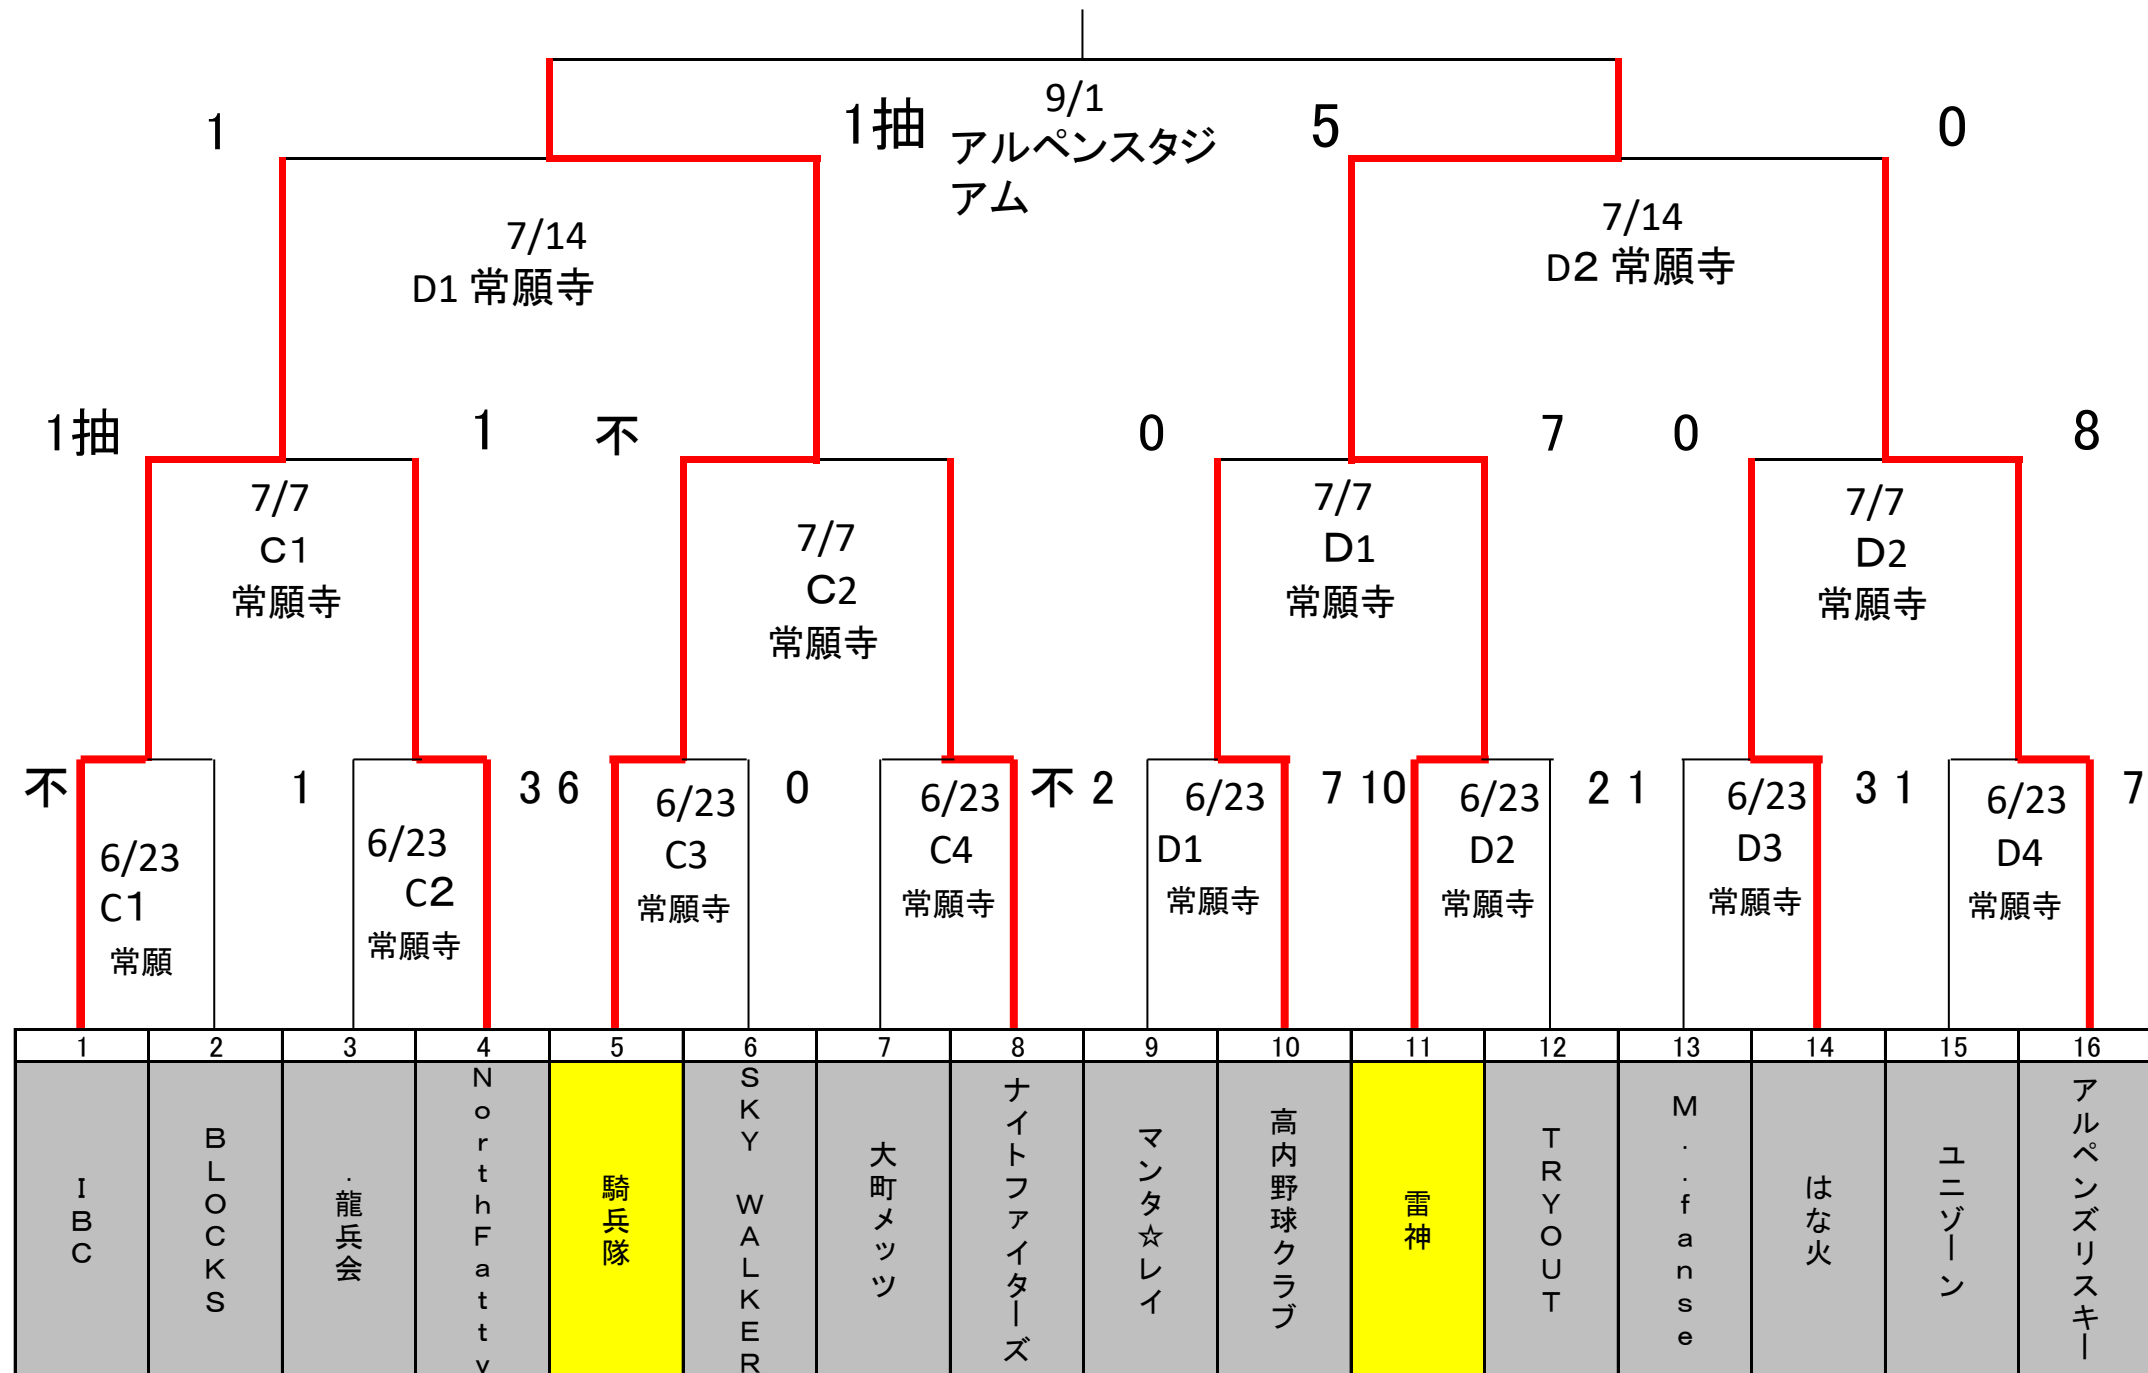 9/1
アルペンスタジ
アム
1
1抽
5
0
7/14
D1 常願寺
7/14
D2 常願寺
1抽
1
不
0
7
0
8
7/7
C1
常願寺
7/7
C2
常願寺
7/7
D1
常願寺
7/7
D2
常願寺
不
1
3
6
0
不
2
7
10
2
1
3
1
7
6/23
C1
常願
6/23
C2
常願寺
6/23
C3
常願寺
6/23
C4
常願寺
6/23
D1
常願寺
6/23
D2
常願寺
6/23
D3
常願寺
6/23
D4
常願寺
1 2 3 4 5 6 7 8 9 10 11 12 13 14 15 16
IBC
BLOCKS
.龍兵会
NorthFatty
騎兵隊
SKY WALKER
大町メッツ
ナイトファイターズ
マンタ☆レイ
高内野球クラブ
雷神
TRYOUT
M..fanse
はな火
ユニゾーン
アルペンズリスキー